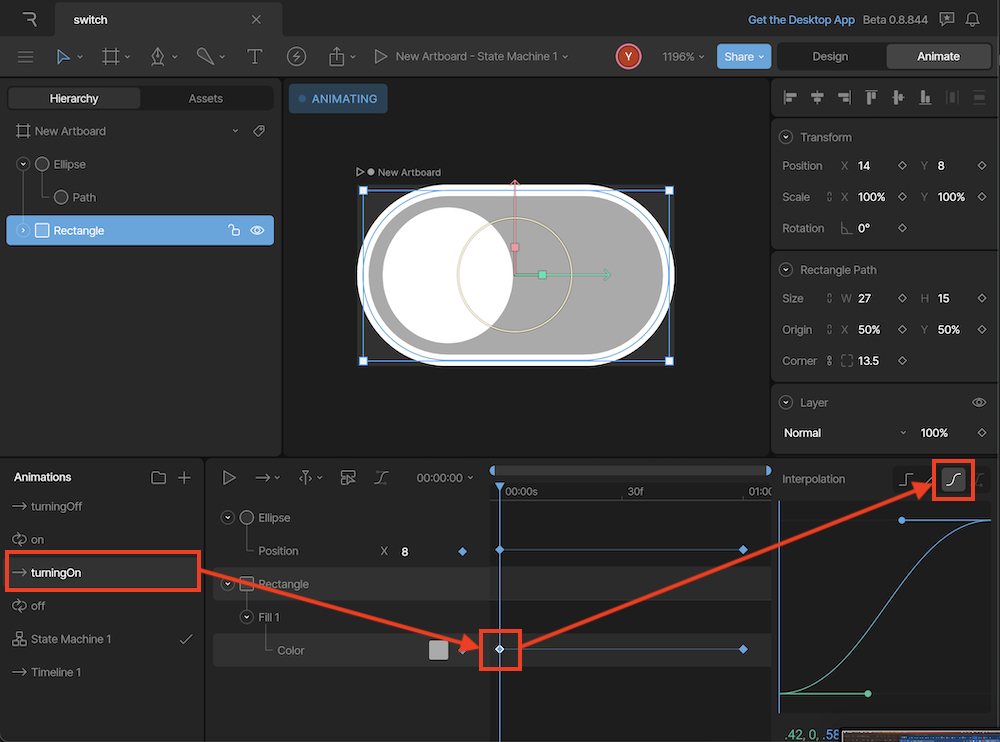 switch
Get the Desktop App Beta 0.8.844
New Artboard - State Machine 1
Y
1196%
Share
Design
Animate
Hierarchy
Assets
ANIMATING
New Artboard
Ellipse
Path
Rectangle
New Artboard
Transform
Position X 14 Y 8
Scale X 100% Y 100%
Rotation 0°
Rectangle Path
Size W 27 H 15
Origin X 50% Y 50%
Corner 13.5
Layer
Normal 100%
Animations
turningOff
on
turningOn
off
State Machine 1
Timeline 1
00:00:00
00:00s 30f 01:00
Ellipse
Position X 8
Rectangle
Fill 1
Color
Interpolation
.42, 0, .58